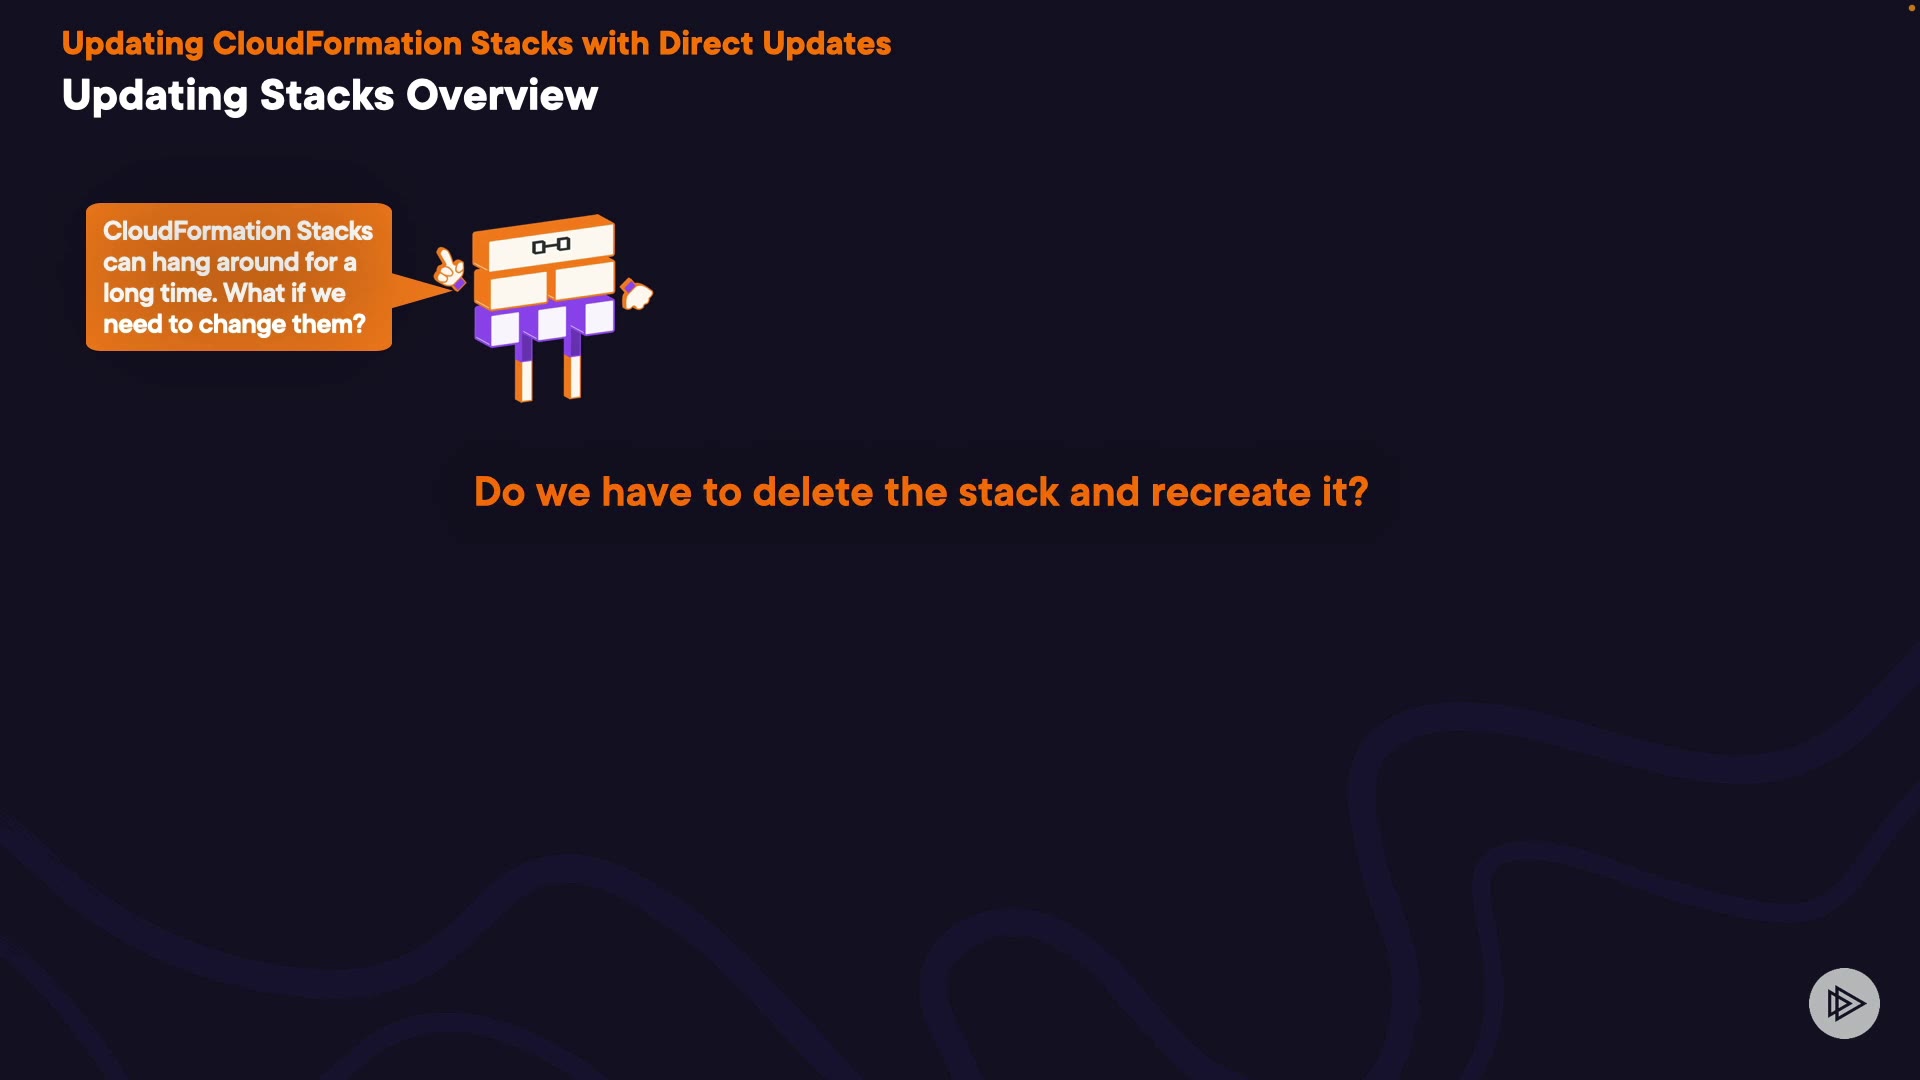 Updating CloudFormation Stacks with Direct Updates
Updating Stacks Overview
CloudFormation Stacks
can hang around for a
long time. What if we
need to change them?
Do we have to delete the stack and recreate it?